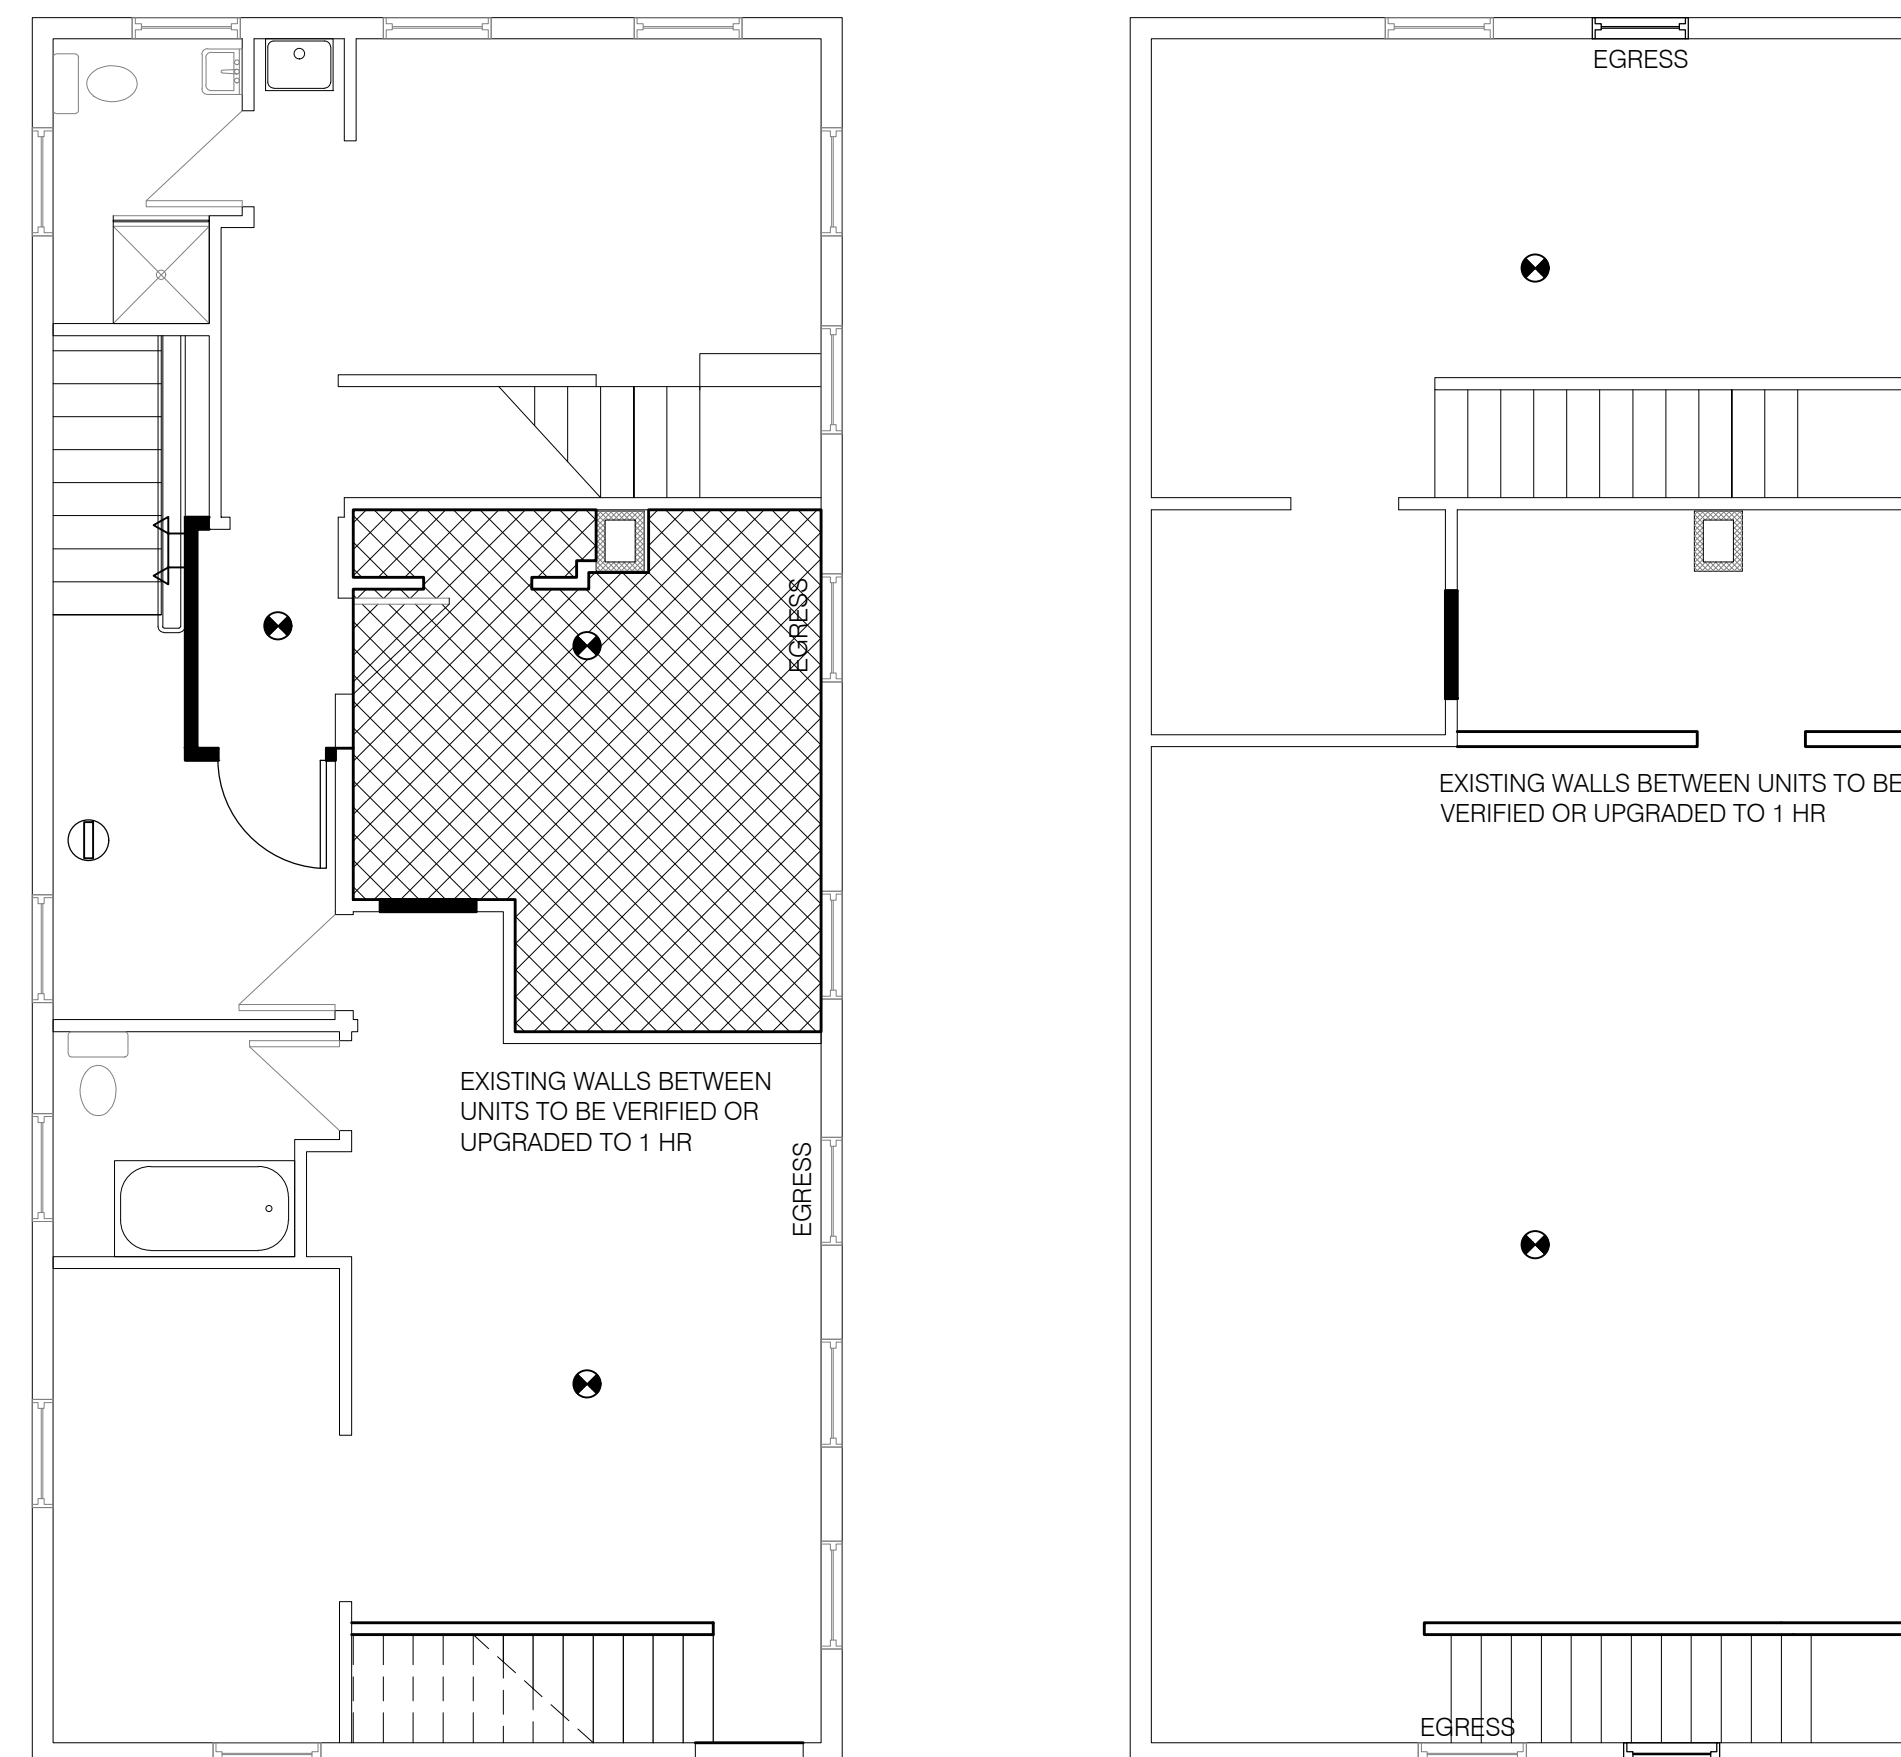 EGRESS
EGRESS
EXISTING WALLS BETWEEN UNITS TO BE
VERIFIED OR UPGRADED TO 1 HR
EXISTING WALLS BETWEEN
UNITS TO BE VERIFIED OR
UPGRADED TO 1 HR
EGRESS
EGRESS